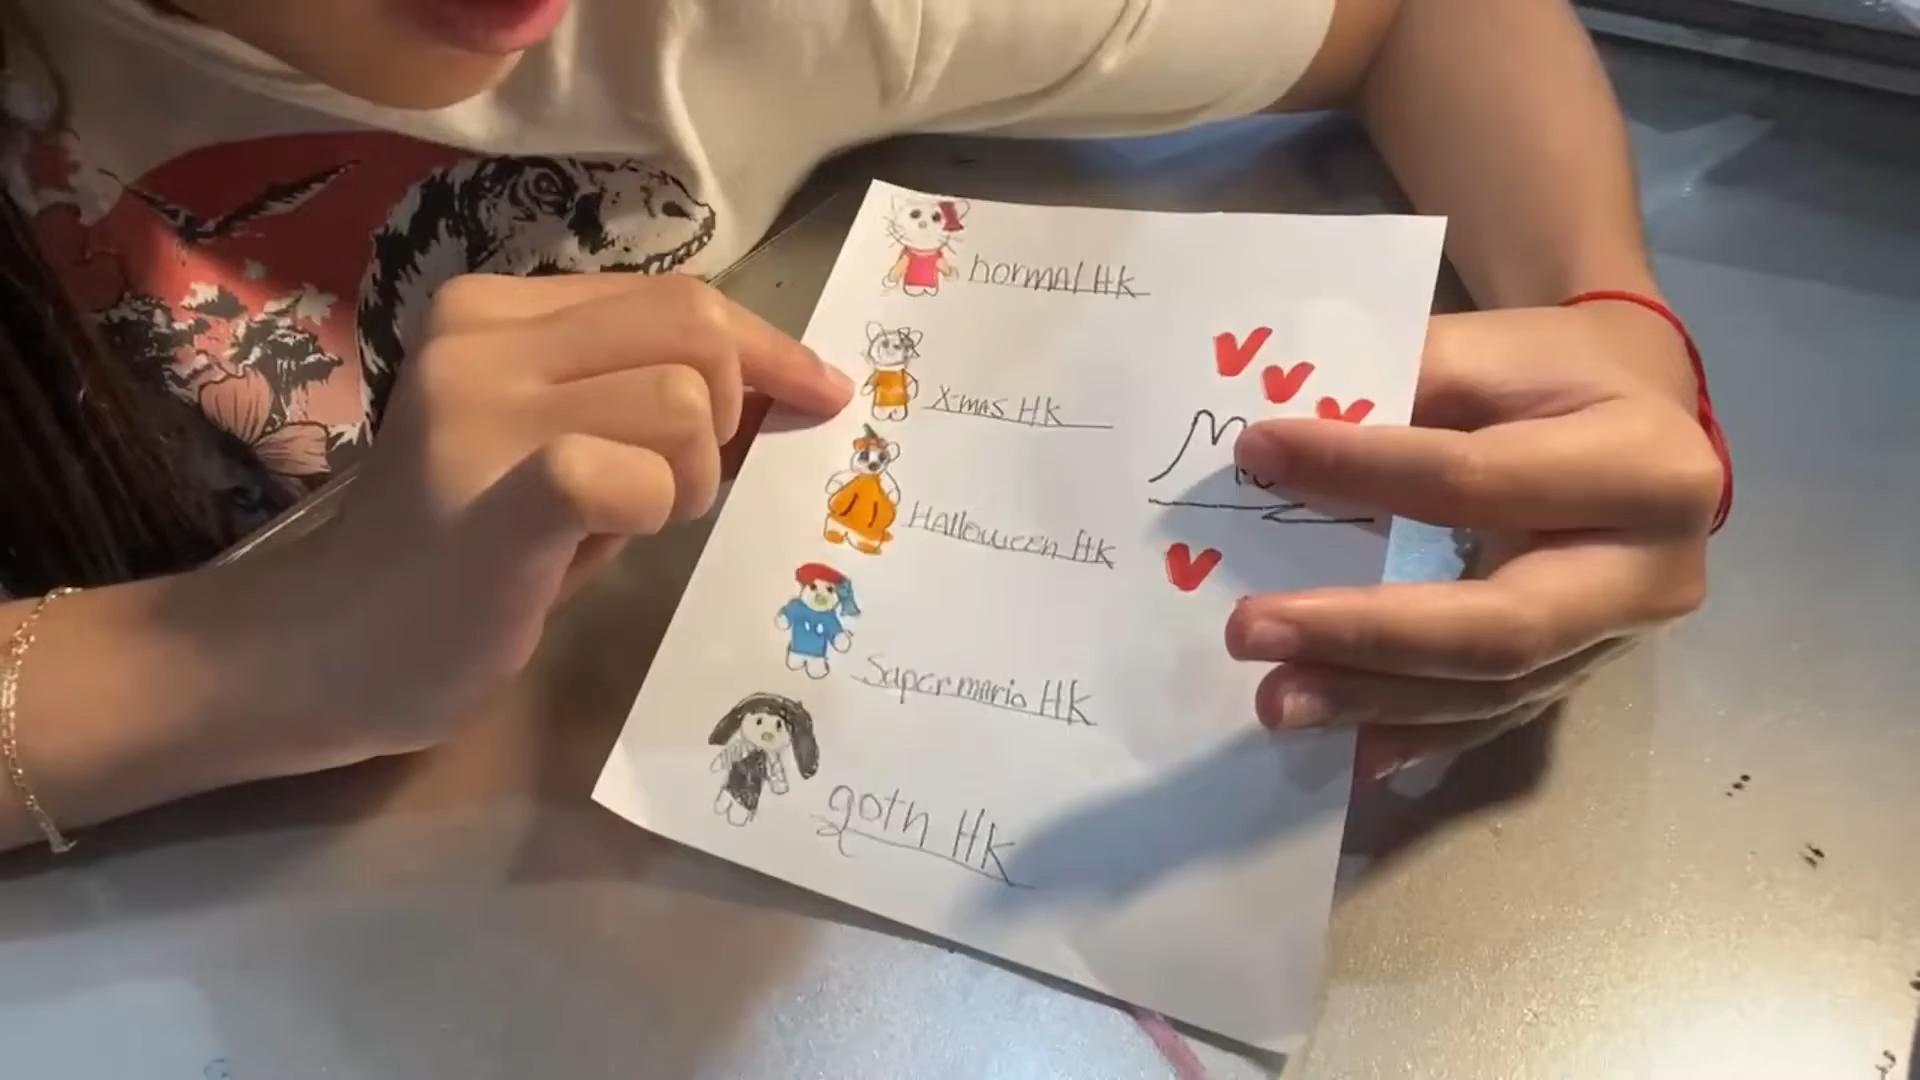 normal HK
X-mas HK
Halloween HK
Supermario HK
goth HK